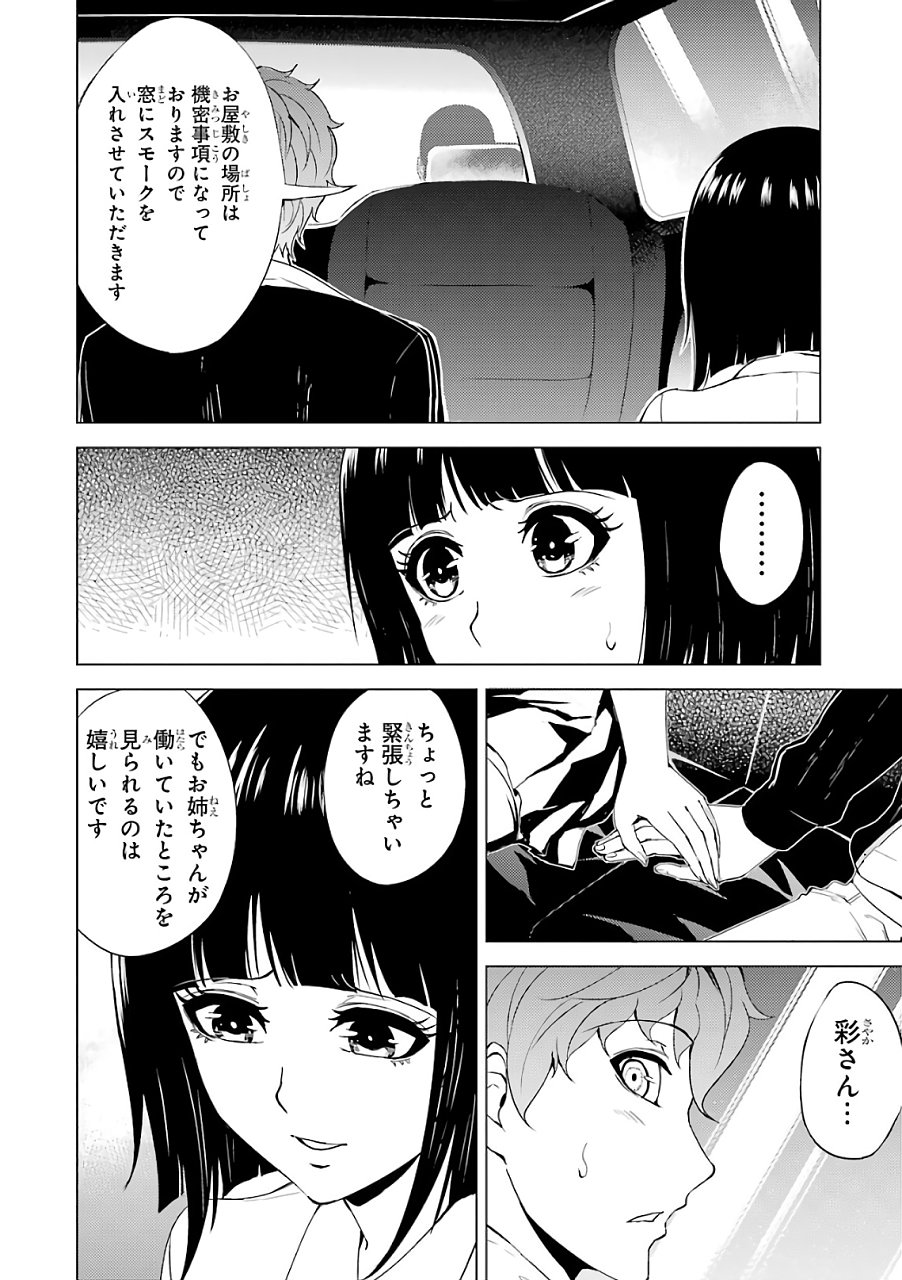 お屋敷の場所は
機密事項になって
おりますので
窓にスモークを
入れさせていただきます
………
彩さん…
ちょっと
緊張しちゃい
ますね
でもお姉ちゃんが
働いていたところを
見られるのは
嬉しいです